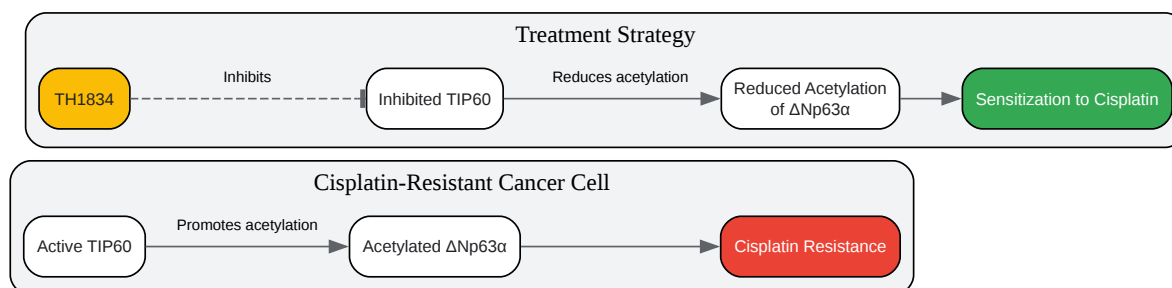 Treatment Strategy
TH1834
Inhibits
Inhibited TIP60
Reduces acetylation
Reduced Acetylation
of ΔNp63α
Sensitization to Cisplatin
Cisplatin-Resistant Cancer Cell
Active TIP60
Promotes acetylation
Acetylated ΔNp63α
Cisplatin Resistance